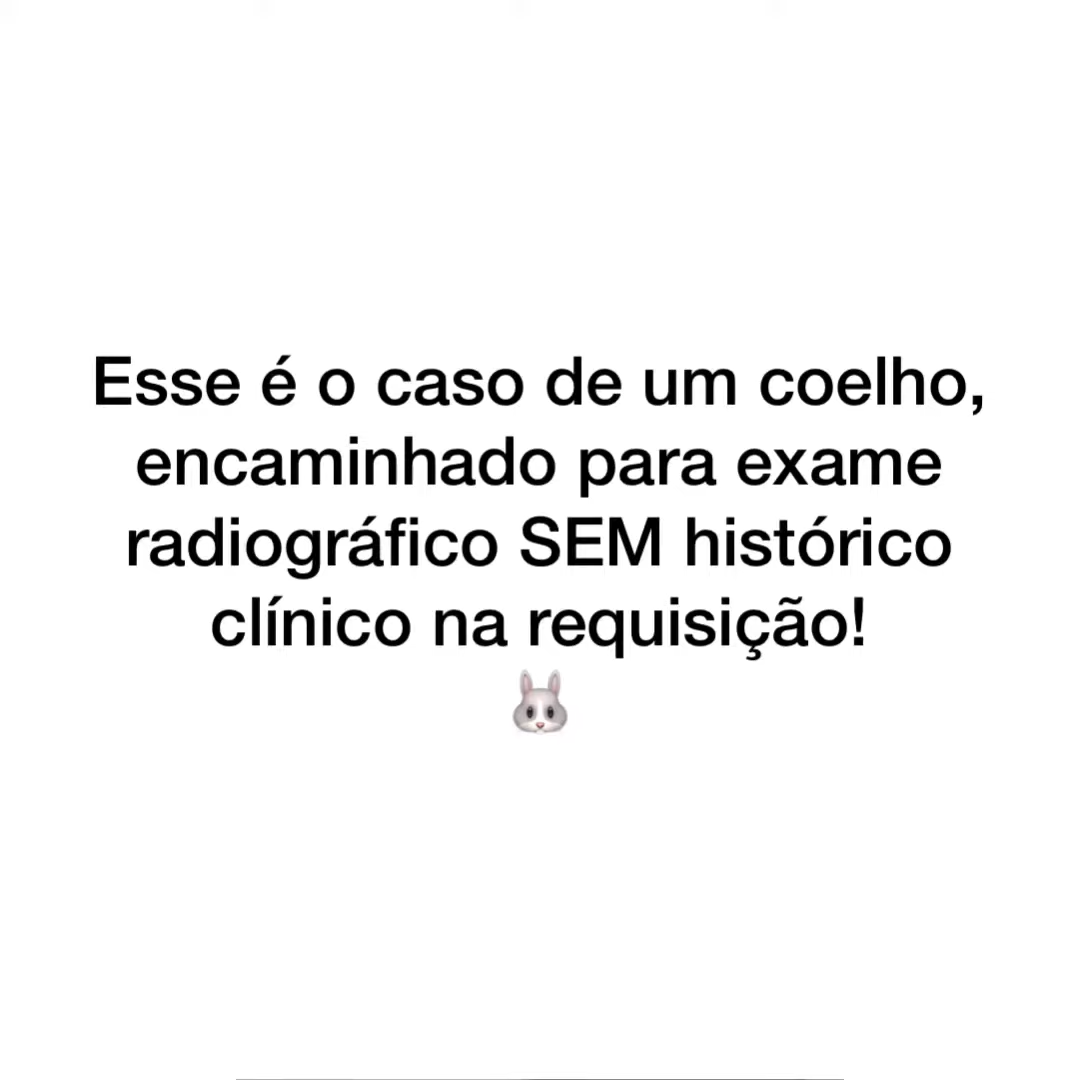 Esse é o caso de um coelho,
encaminhado para exame
radiográfico SEM histórico
clínico na requisição!
🐰